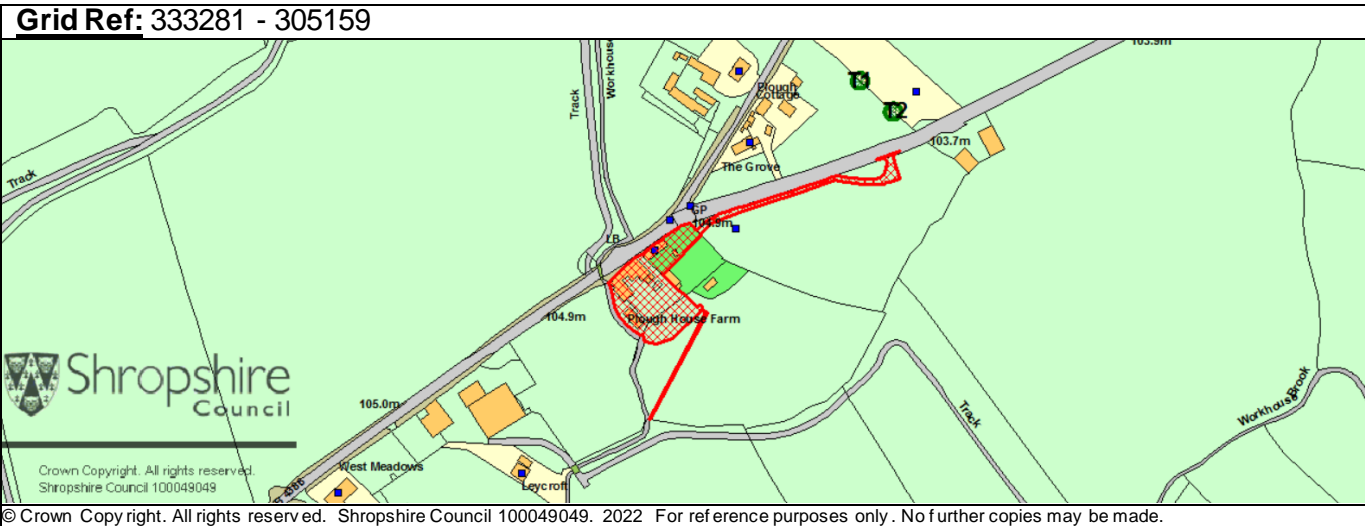 Grid Ref: 333281 - 305159
103.9m
Workhouse
Track
Plough
Cottage
T1
T2
103.7m
Track
The Grove
GP
104.9m
LB
Plough House Farm
104.9m
Shropshire
Council
105.0m
Track
Workhouse Brook
Crown Copyright. All rights reserved.
Shropshire Council 100049049
West Meadows
Leycroft
4386
© Crown Copyright. All rights reserved. Shropshire Council 100049049. 2022 For reference purposes only. No further copies may be made.